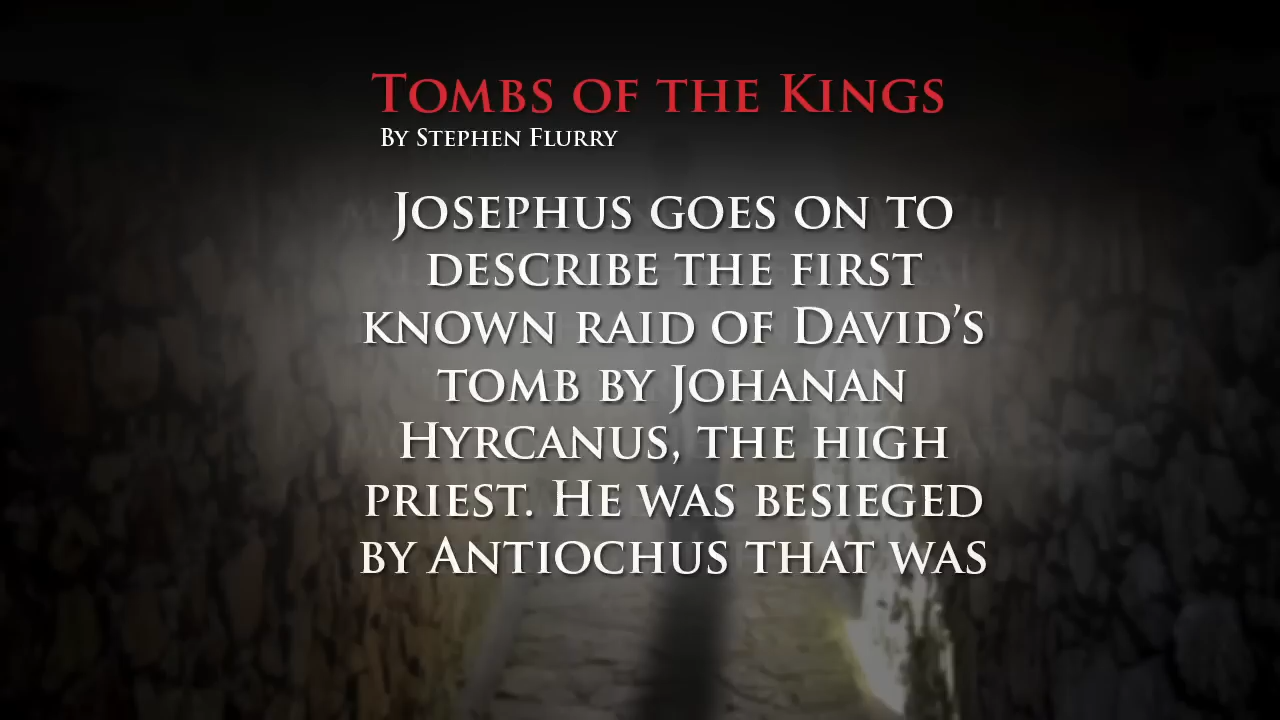 Tombs of the Kings
By Stephen Flurry
Josephus goes on to
describe the first
known raid of David’s
tomb by Johanan
Hyrcanus, the high
priest. He was besieged
by Antiochus that was